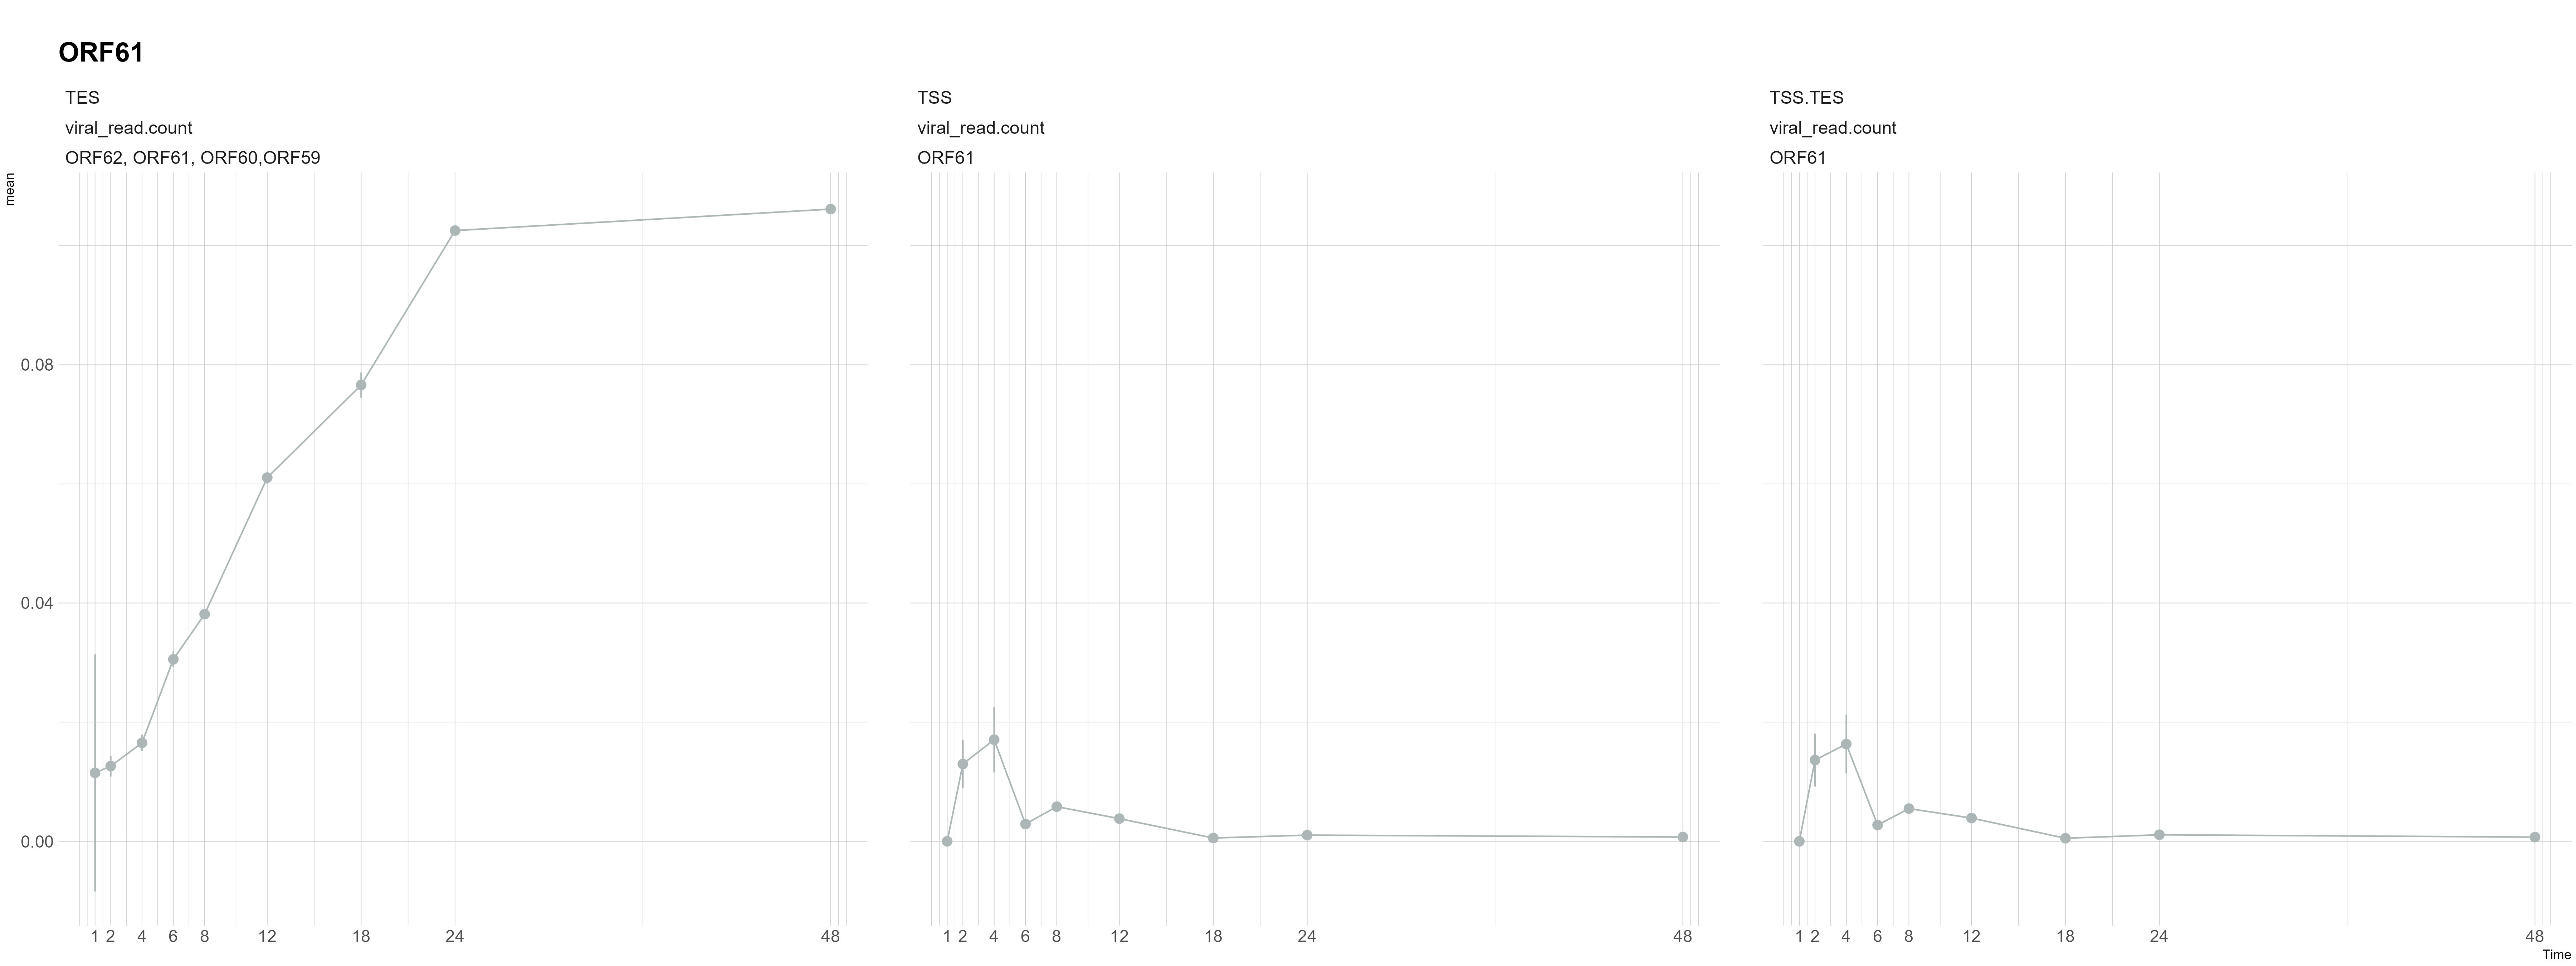 ORF61
TES
viral_read.count
ORF62, ORF61, ORF60,ORF59
TSS
viral_read.count
ORF61
TSS.TES
viral_read.count
ORF61
mean
0.08
0.04
0.00
1 2 4 6 8 12 18 24 48
1 2 4 6 8 12 18 24 48
1 2 4 6 8 12 18 24 48
Time